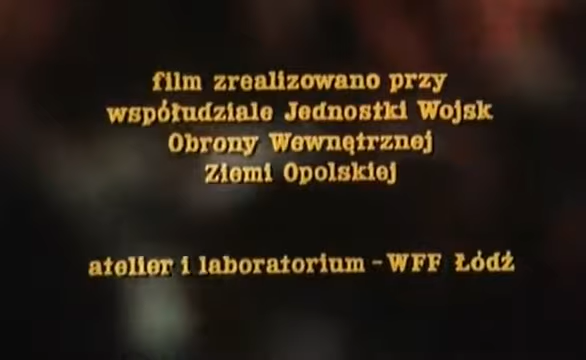 film zrealizowano przy
współudziale Jednostki Wojsk
Obrony Wewnętrznej
Ziemi Opolskiej
atelier i laboratorium - WFF Łódź